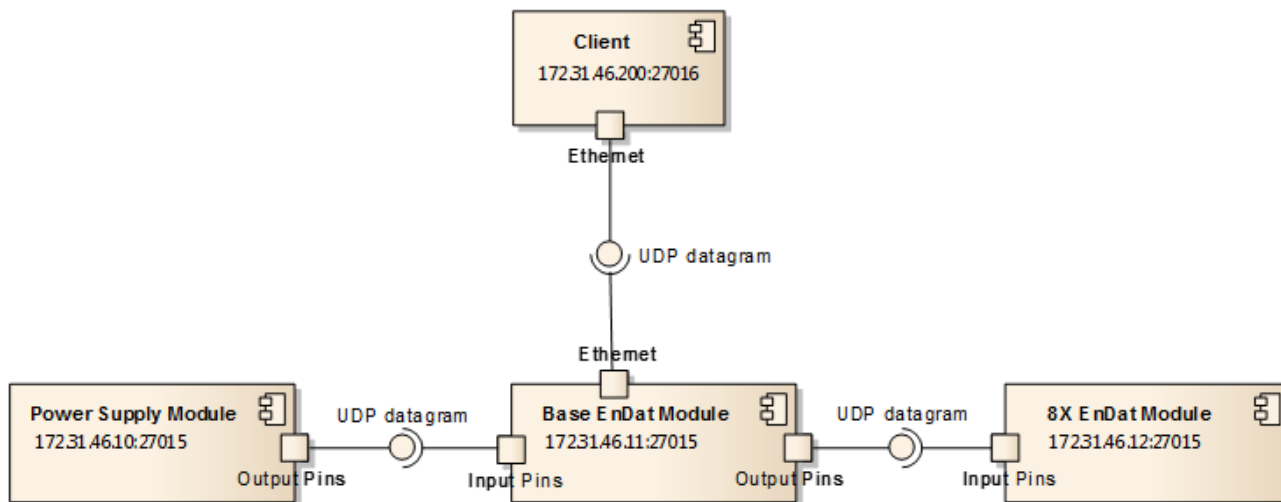 Client
172.31.46.200:27016
Ethernet
UDP datagram
Ethernet
Power Supply Module
172.31.46.10:27015
Output Pins
UDP datagram
Input Pins
Base EnDat Module
172.31.46.11:27015
Output Pins
UDP datagram
Input Pins
8X EnDat Module
172.31.46.12:27015